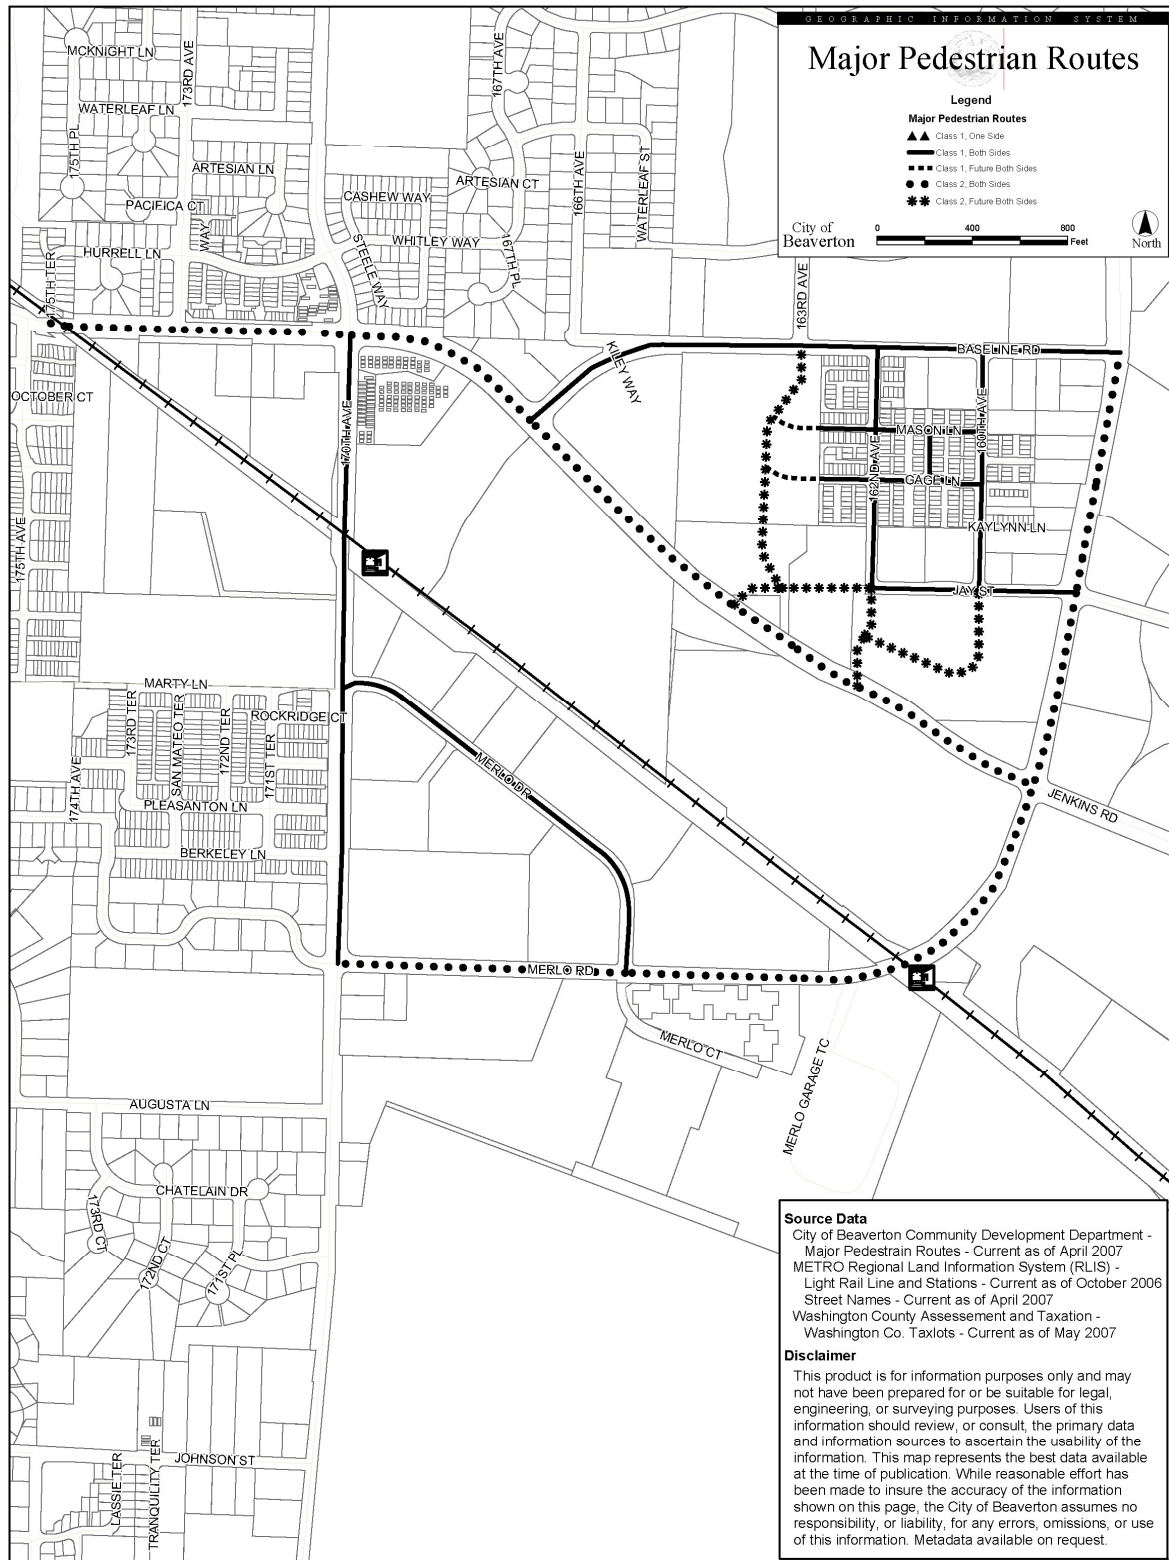 GEOGRAPHIC INFORMATION SYSTEM
Major Pedestrian Routes
Legend
Major Pedestrian Routes
Class 1, One Side
Class 1, Both Sides
Class 1, Future Both Sides
Class 2, Both Sides
Class 2, Future Both Sides
City of
Beaverton
0 400 800
Feet
North
MCKNIGHT LN
173RD AVE
167TH AVE
WATERLEAF LN
175TH PL
ARTESIAN LN
ARTESIAN CT
166TH AVE
WATERLEAF ST
CASHEW WAY
PACIFICA CT
WAY
STEELE WAY
WHITLEY WAY
167TH PL
HURRELL LN
175TH TER
163RD AVE
KILEY WAY
BASELINE RD
OCTOBER CT
170TH AVE
MASON LN
160TH AVE
162ND AVE
GAGE LN
KAYLYNN LN
175TH AVE
JAY ST
MARTY LN
173RD TER
SAN MATEO TER
172ND TER
ROCKRIDGE CT
171ST TER
174TH AVE
MERLO DR
PLEASANTON LN
JENKINS RD
BERKELEY LN
MERLO RD
MERLO CT
MERLO GARAGE TC
AUGUSTA LN
CHATELAIN DR
173RD CT
172ND CT
171ST PL
JOHNSON ST
LASSIE TER
TRANQUILITY TER
Source Data
City of Beaverton Community Development Department -
Major Pedestrain Routes - Current as of April 2007
METRO Regional Land Information System (RLIS) -
Light Rail Line and Stations - Current as of October 2006
Street Names - Current as of April 2007
Washington County Assessement and Taxation -
Washington Co. Taxlots - Current as of May 2007
Disclaimer
This product is for information purposes only and may
not have been prepared for or be suitable for legal,
engineering, or surveying purposes. Users of this
information should review, or consult, the primary data
and information sources to ascertain the usability of the
information. This map represents the best data available
at the time of publication. While reasonable effort has
been made to insure the accuracy of the information
shown on this page, the City of Beaverton assumes no
responsibility, or liability, for any errors, omissions, or use
of this information. Metadata available on request.